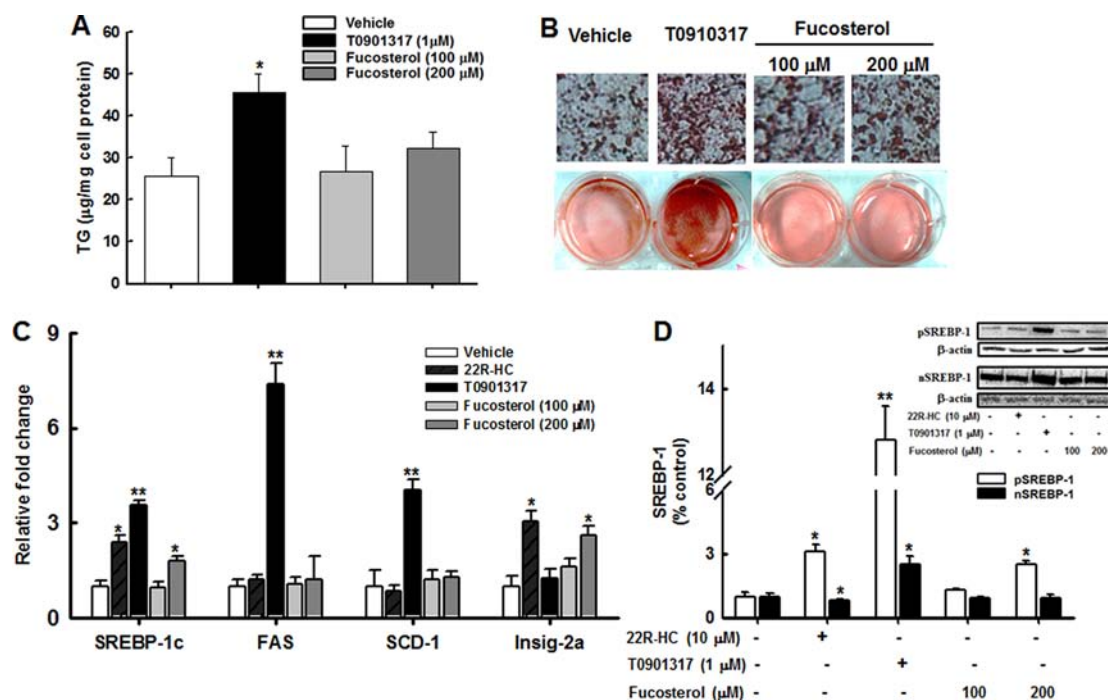 A
Vehicle
T0901317 (1μM)
Fucosterol (100 μM)
Fucosterol (200 μM)
TG (μg/mg cell protein)
60
50
40
30
20
10
0
*
B
Vehicle T0910317 Fucosterol
100 μM 200 μM
C
Vehicle
22R-HC
T0901317
Fucosterol (100 μM)
Fucosterol (200 μM)
Relative fold change
9
6
3
0
* ** *
**
**
* *
SREBP-1c FAS SCD-1 Insig-2a
D
pSREBP-1
β-actin
nSREBP-1
β-actin
22R-HC (10 μM) - + - - -
T0901317 (1 μM) - - + - -
Fucosterol (μM) - - - 100 200
pSREBP-1
nSREBP-1
SREBP-1
(% control)
14
12
6
3
0
* *
** *
*
22R-HC (10 μM) - + - - -
T0901317 (1 μM) - - + - -
Fucosterol (μM) - - - 100 200